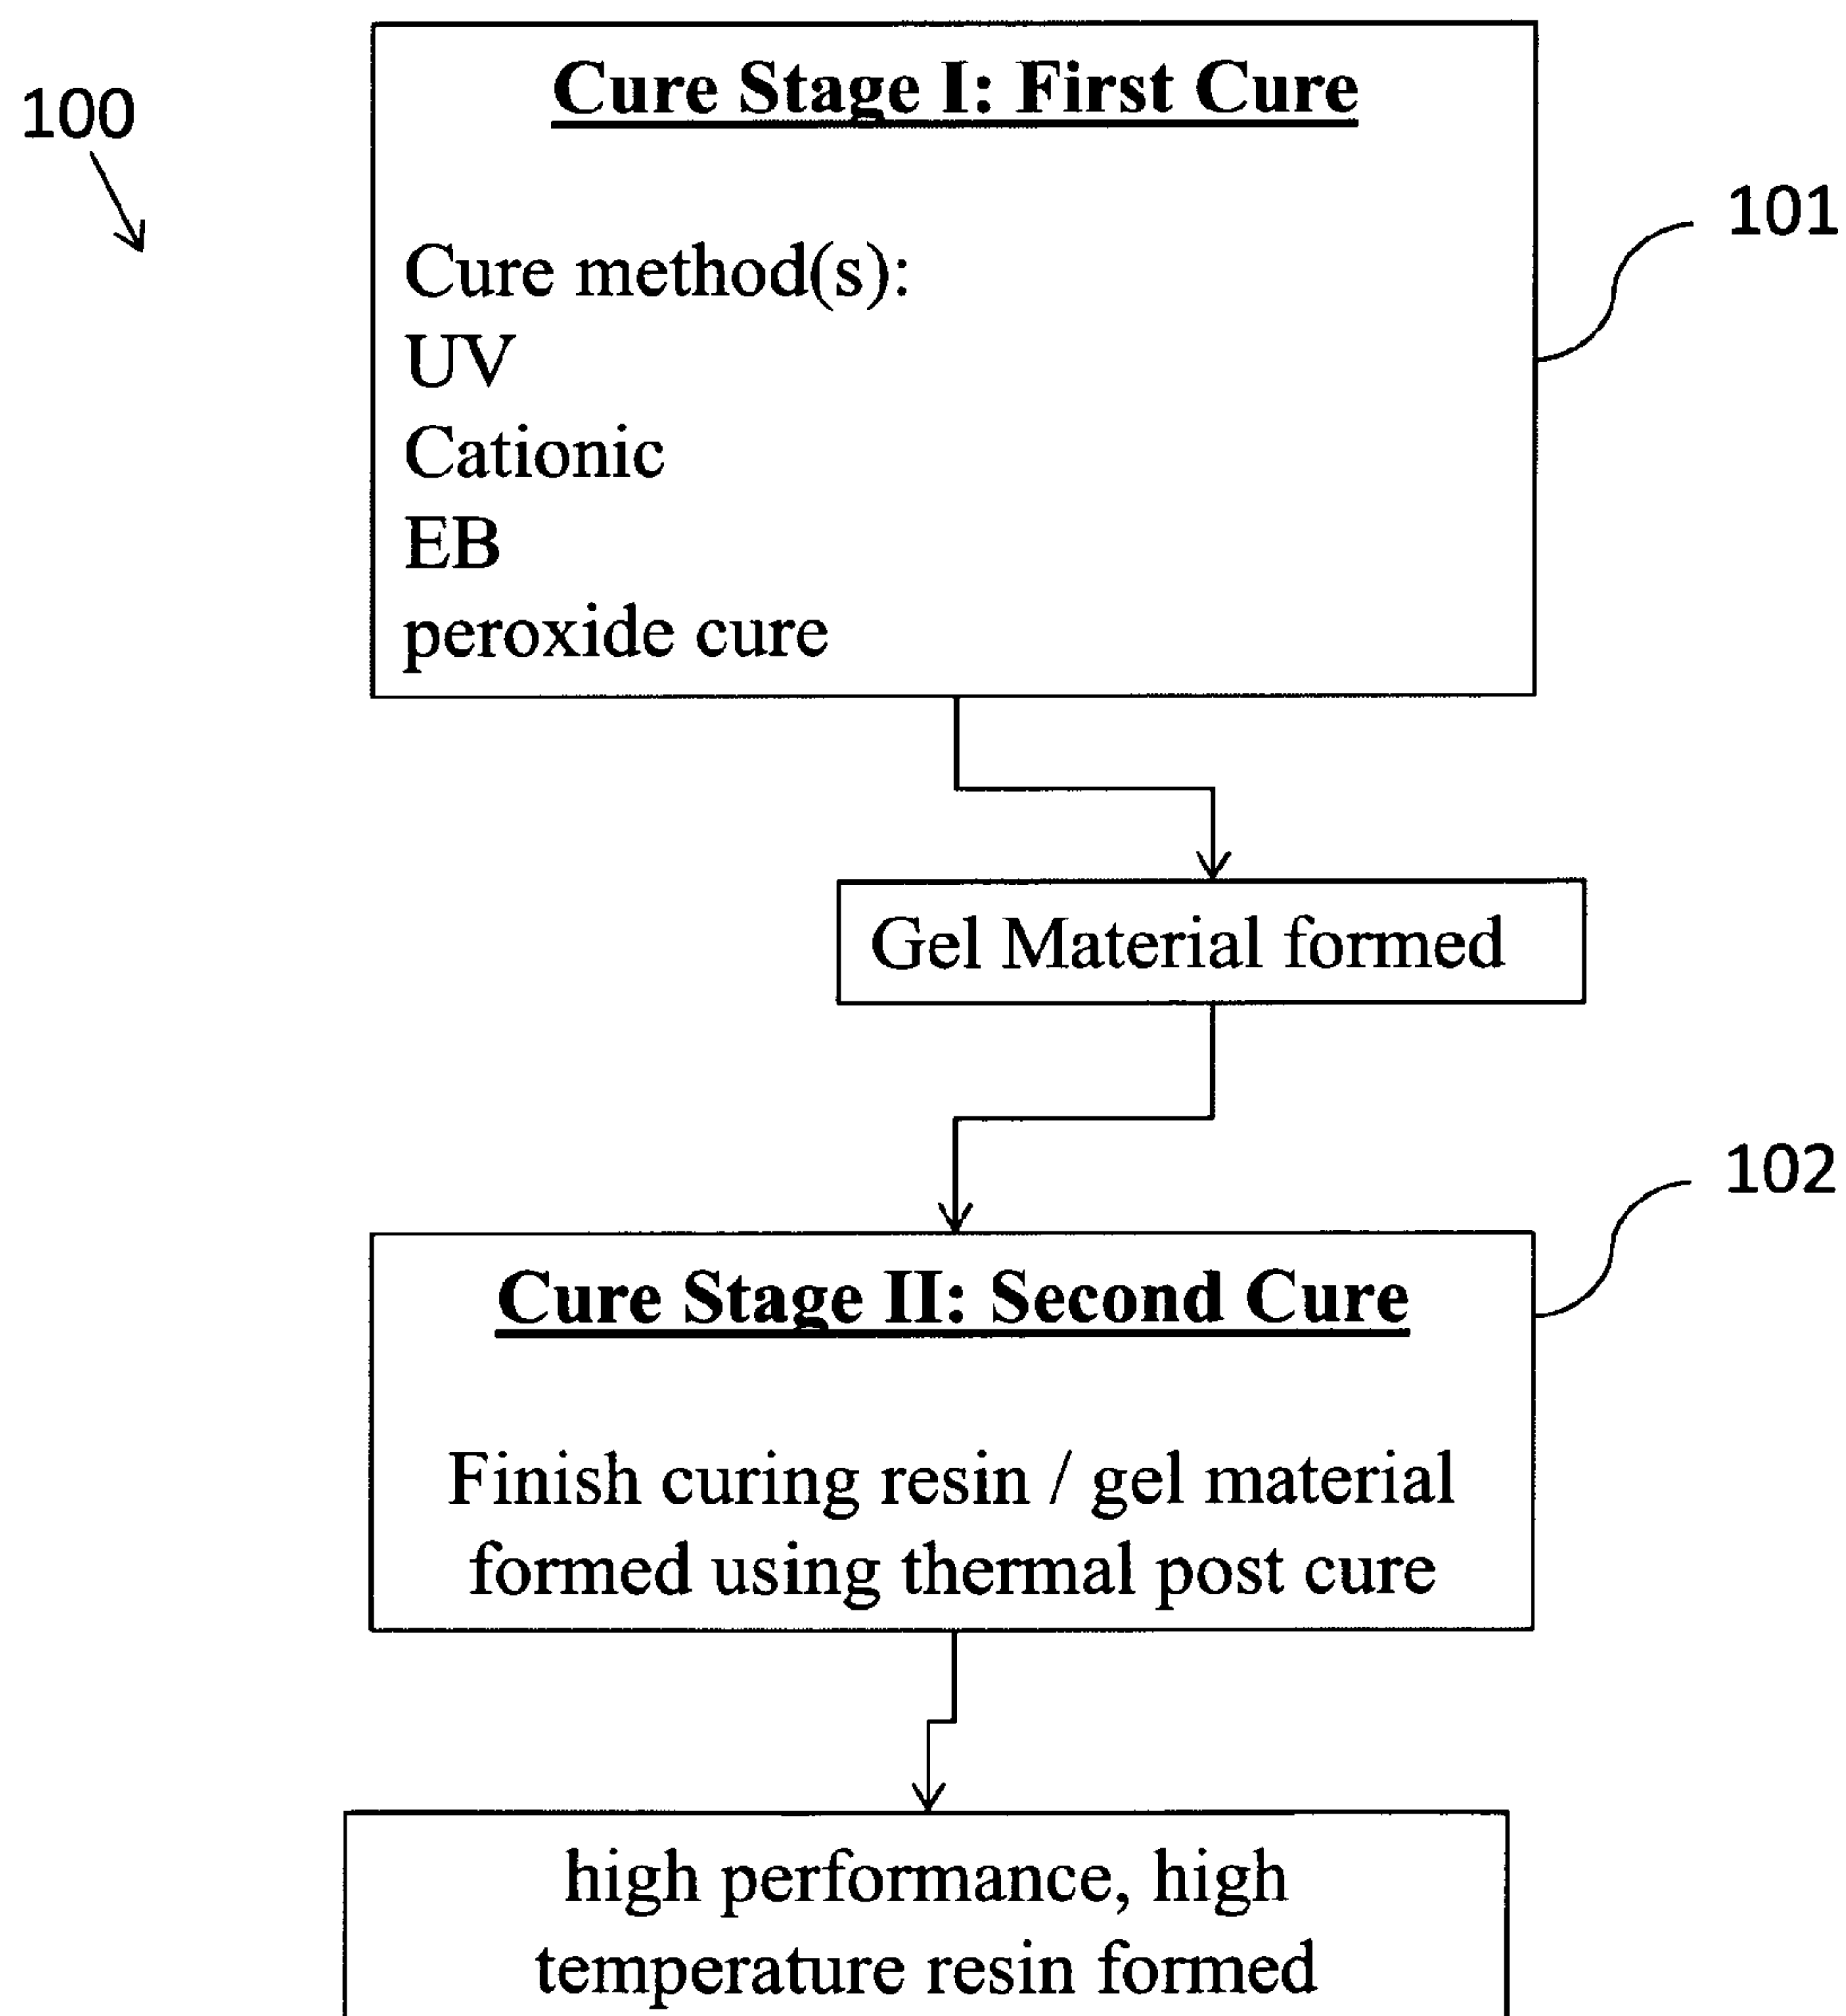 100
Cure Stage I: First Cure
101
Cure method(s):
UV
Cationic
EB
peroxide cure
Gel Material formed
102
Cure Stage II: Second Cure
Finish curing resin / gel material
formed using thermal post cure
high performance, high
temperature resin formed